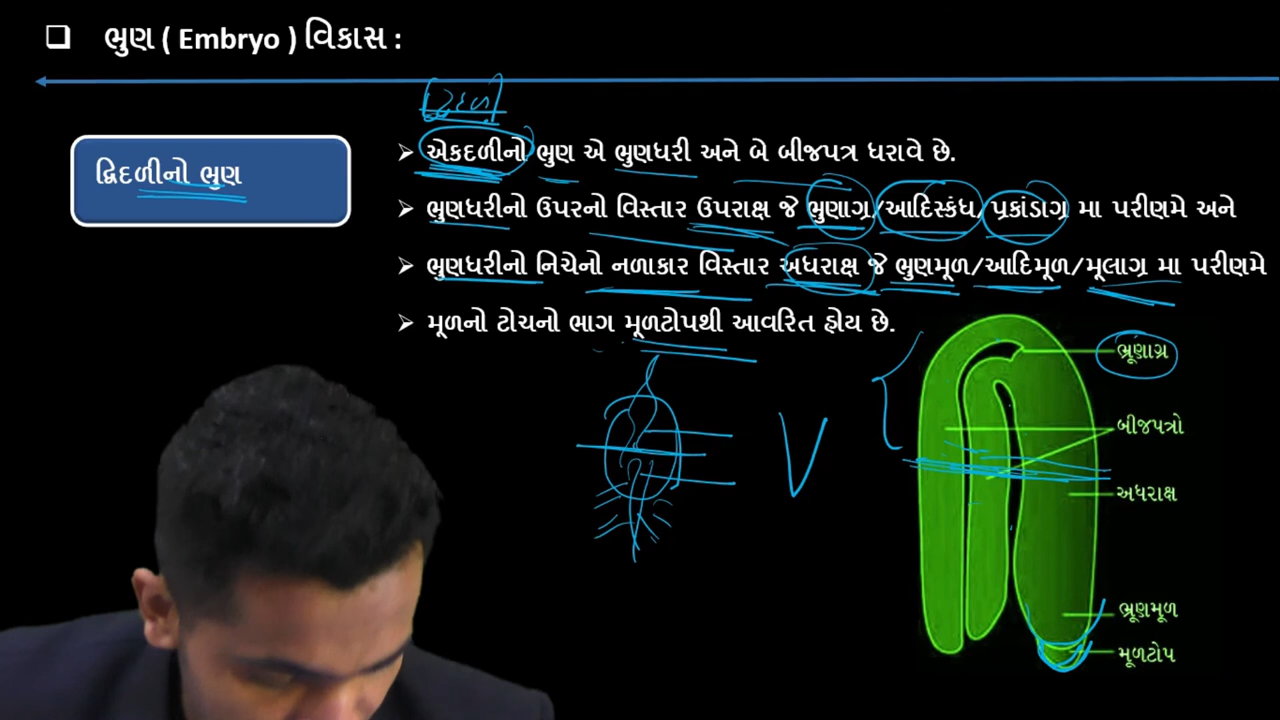 ભ્રુણ ( Embryo ) વિકાસ :
દ્વિદળીનો ભ્રુણ
એકદળીનો ભ્રુણ એ ભ્રુણધરી અને બે બીજપત્ર ધરાવે છે.
ભ્રુણધરીનો ઉપરનો વિસ્તાર ઉપરાક્ષ જે ભ્રુણાગ્ર/આદિસ્કંધ/ પ્રકાંડાગ્ર મા પરીણમે અને
ભ્રુણધરીનો નિચેનો નળાકાર વિસ્તાર અધરાક્ષ જે ભ્રુણમૂળ/આદિમૂળ/મૂલાગ્ર મા પરીણમે
મૂળનો ટોચનો ભાગ મૂળટોપથી આવરિત હોય છે.
ભ્રૂણાગ્ર
બીજપત્રો
અધરાક્ષ
ભ્રૂણમૂળ
મૂળટોપ